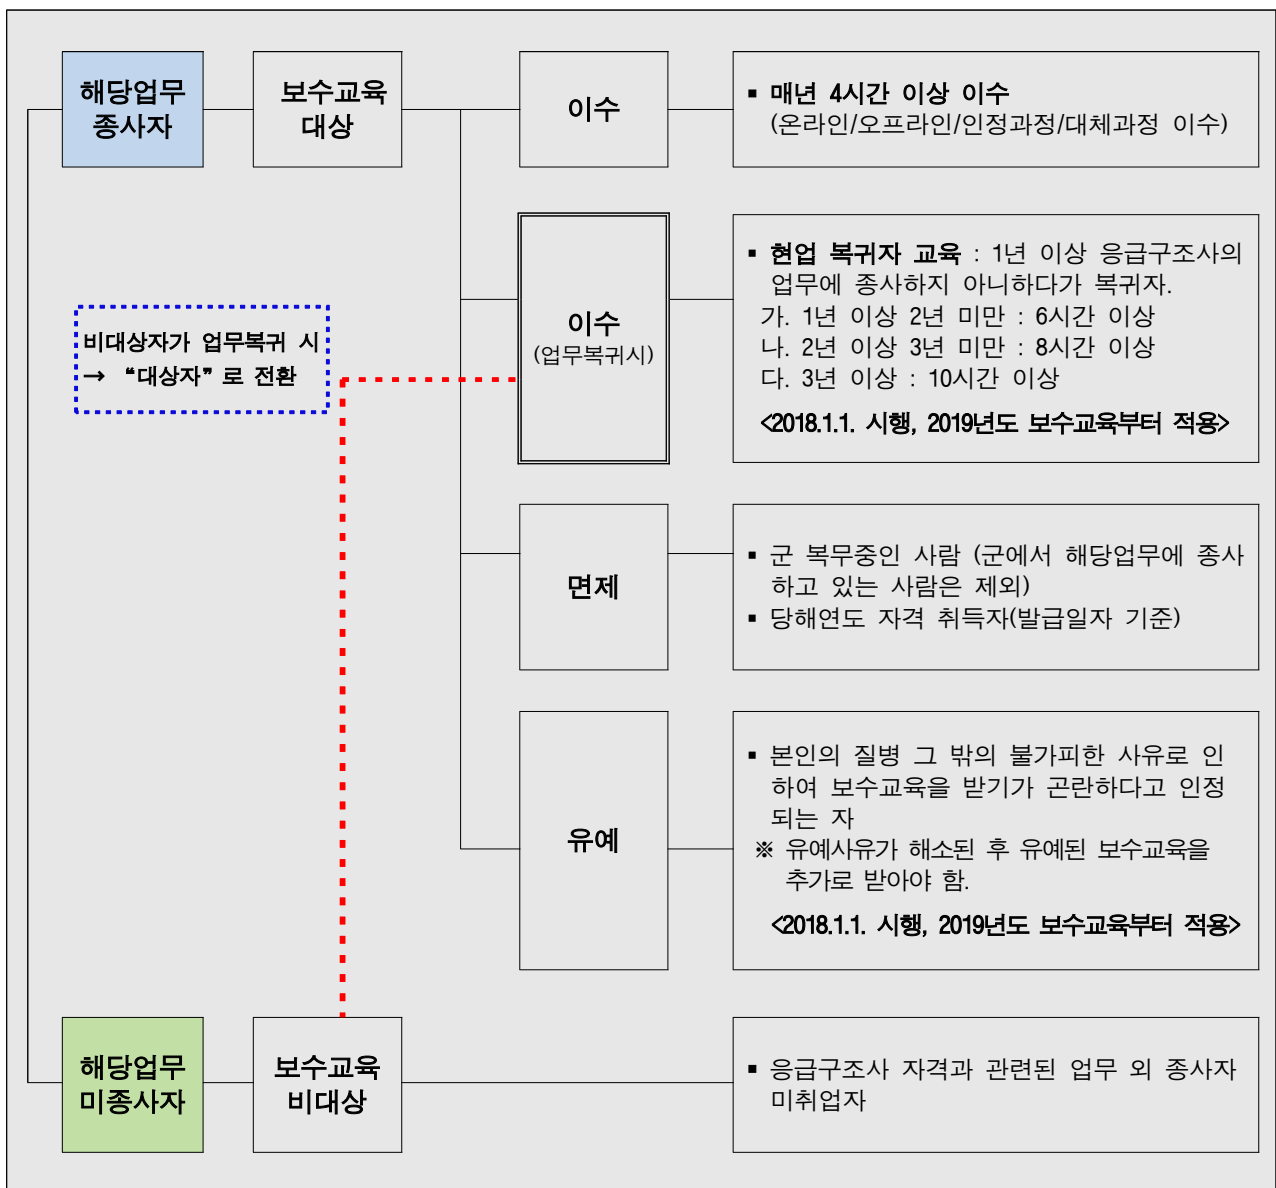 해당업무
종사자
보수교육
대상
이수
▪ 매년 4시간 이상 이수
(온라인/오프라인/인정과정/대체과정 이수)
비대상자가 업무복귀 시
→ “대상자”로 전환
이수
(업무복귀시)
▪ 현업 복귀자 교육 : 1년 이상 응급구조사의
업무에 종사하지 아니하다가 복귀자.
가. 1년 이상 2년 미만 : 6시간 이상
나. 2년 이상 3년 미만 : 8시간 이상
다. 3년 이상 : 10시간 이상
<2018.1.1. 시행, 2019년도 보수교육부터 적용>
면제
▪ 군 복무중인 사람 (군에서 해당업무에 종사
하고 있는 사람은 제외)
▪ 당해연도 자격 취득자(발급일자 기준)
유예
▪ 본인의 질병 그 밖의 불가피한 사유로 인
하여 보수교육을 받기가 곤란하다고 인정
되는 자
※ 유예사유가 해소된 후 유예된 보수교육을
추가로 받아야 함.
<2018.1.1. 시행, 2019년도 보수교육부터 적용>
해당업무
미종사자
보수교육
비대상
▪ 응급구조사 자격과 관련된 업무 외 종사자
미취업자